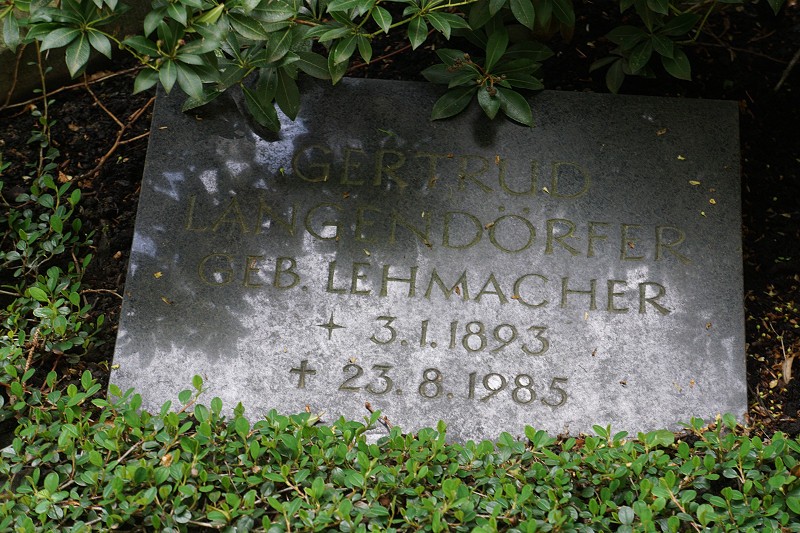 GERTRUD
LANGENDÖRFER
GEB. LEHMACHER
✦ 3.1.1893
✝ 23.8.1985